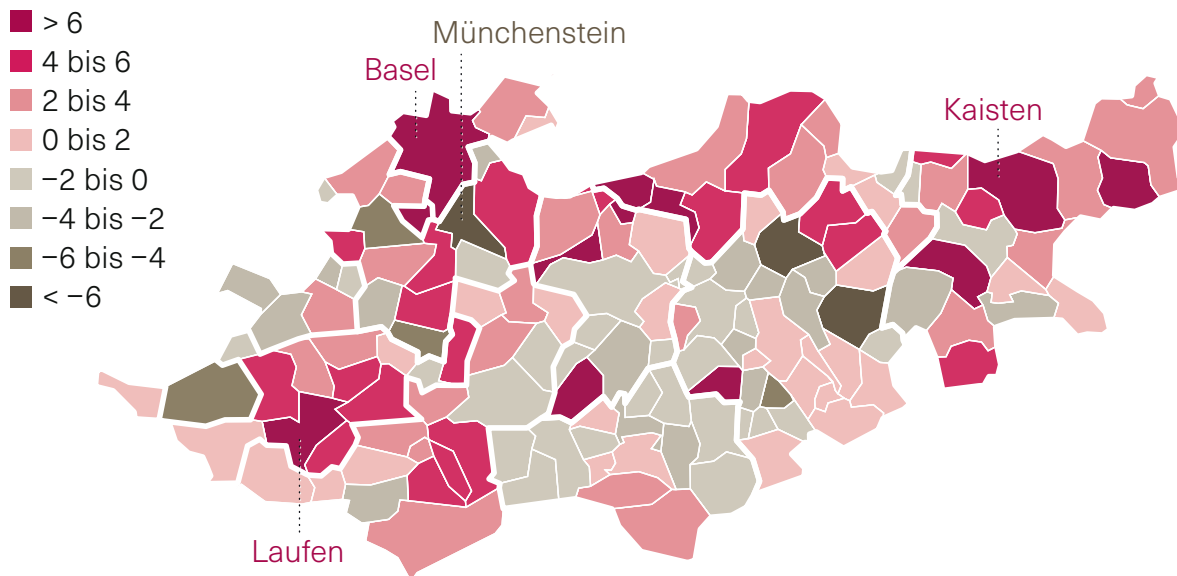 > 6
4 bis 6
2 bis 4
0 bis 2
−2 bis 0
−4 bis −2
−6 bis −4
< −6
Münchenstein
Basel
Kaisten
Laufen